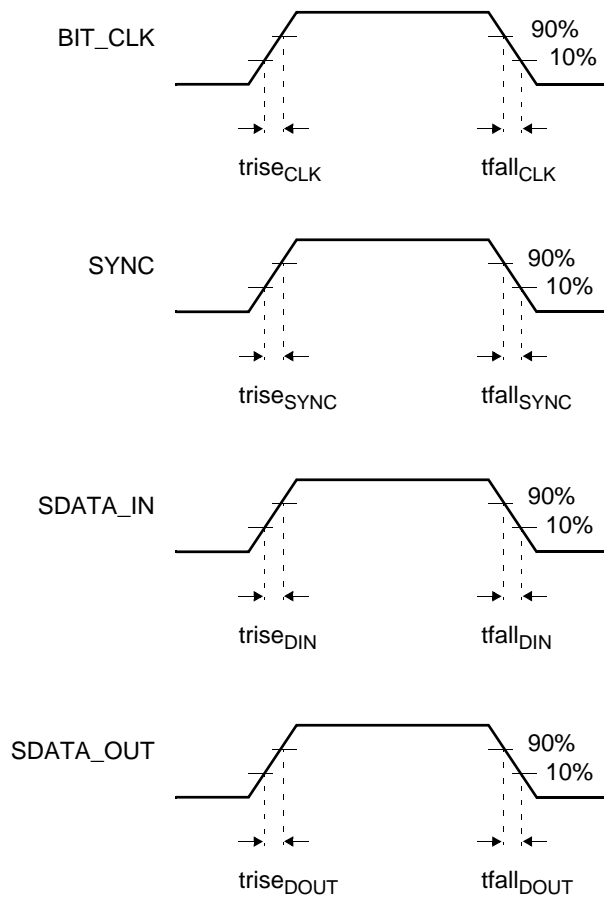 BIT_CLK
90%
10%
trise_CLK tfall_CLK
SYNC
90%
10%
trise_SYNC tfall_SYNC
SDATA_IN
90%
10%
trise_DIN tfall_DIN
SDATA_OUT
90%
10%
trise_DOUT tfall_DOUT